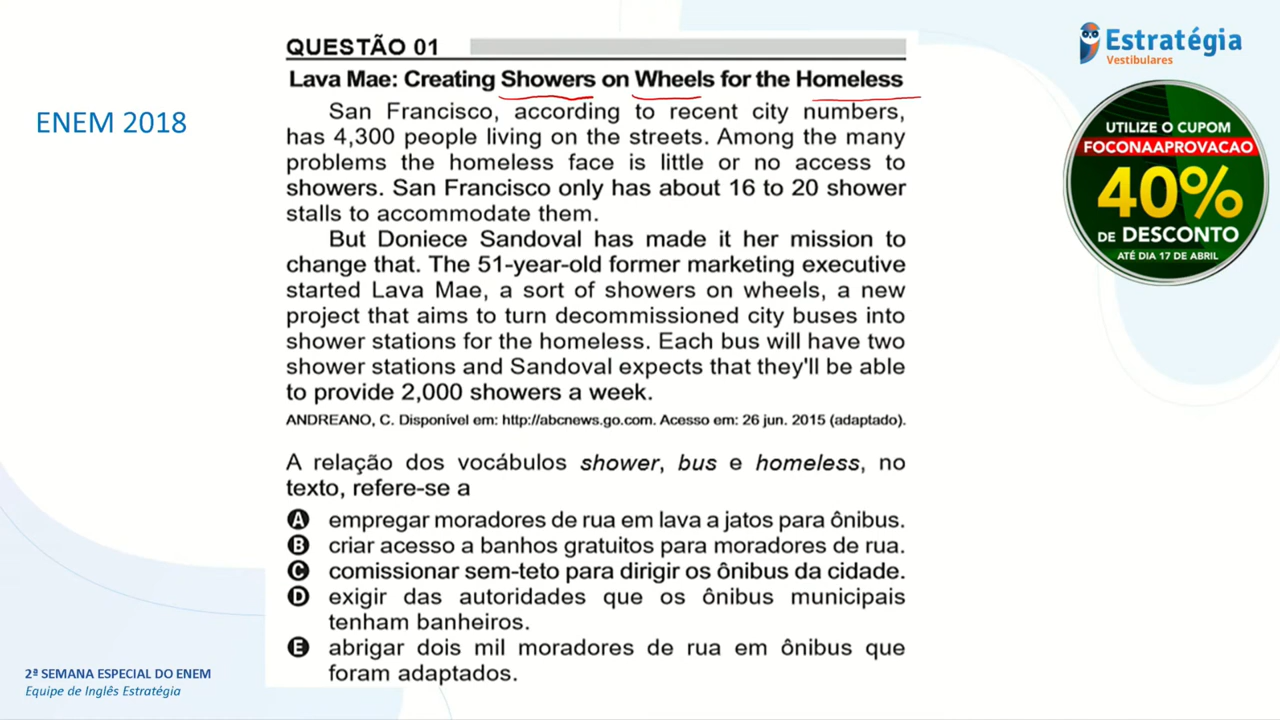 QUESTÃO 01
Lava Mae: Creating Showers on Wheels for the Homeless
San Francisco, according to recent city numbers,
has 4,300 people living on the streets. Among the many
problems the homeless face is little or no access to
showers. San Francisco only has about 16 to 20 shower
stalls to accommodate them.
But Doniece Sandoval has made it her mission to
change that. The 51-year-old former marketing executive
started Lava Mae, a sort of showers on wheels, a new
project that aims to turn decommissioned city buses into
shower stations for the homeless. Each bus will have two
shower stations and Sandoval expects that they'll be able
to provide 2,000 showers a week.
ANDREANO, C. Disponível em: http://abcnews.go.com. Acesso em: 26 jun. 2015 (adaptado).
A relação dos vocábulos shower, bus e homeless, no
texto, refere-se a
A empregar moradores de rua em lava a jatos para ônibus.
B criar acesso a banhos gratuitos para moradores de rua.
C comissionar sem-teto para dirigir os ônibus da cidade.
D exigir das autoridades que os ônibus municipais
tenham banheiros.
E abrigar dois mil moradores de rua em ônibus que
foram adaptados.
ENEM 2018
2ª SEMANA ESPECIAL DO ENEM
Equipe de Inglês Estratégia
Estratégia
Vestibulares
UTILIZE O CUPOM
FOCONAAPROVACAO
40%
DE DESCONTO
ATÉ DIA 17 DE ABRIL